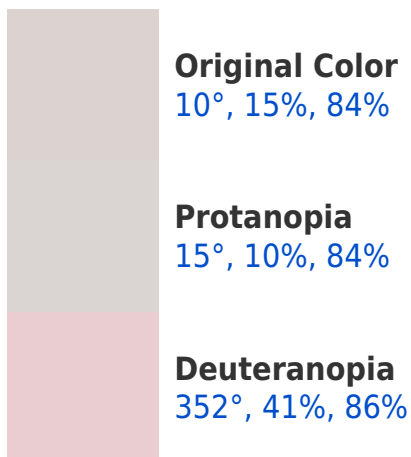 Original Color
10°, 15%, 84%
Protanopia
15°, 10%, 84%
Deuteranopia
352°, 41%, 86%